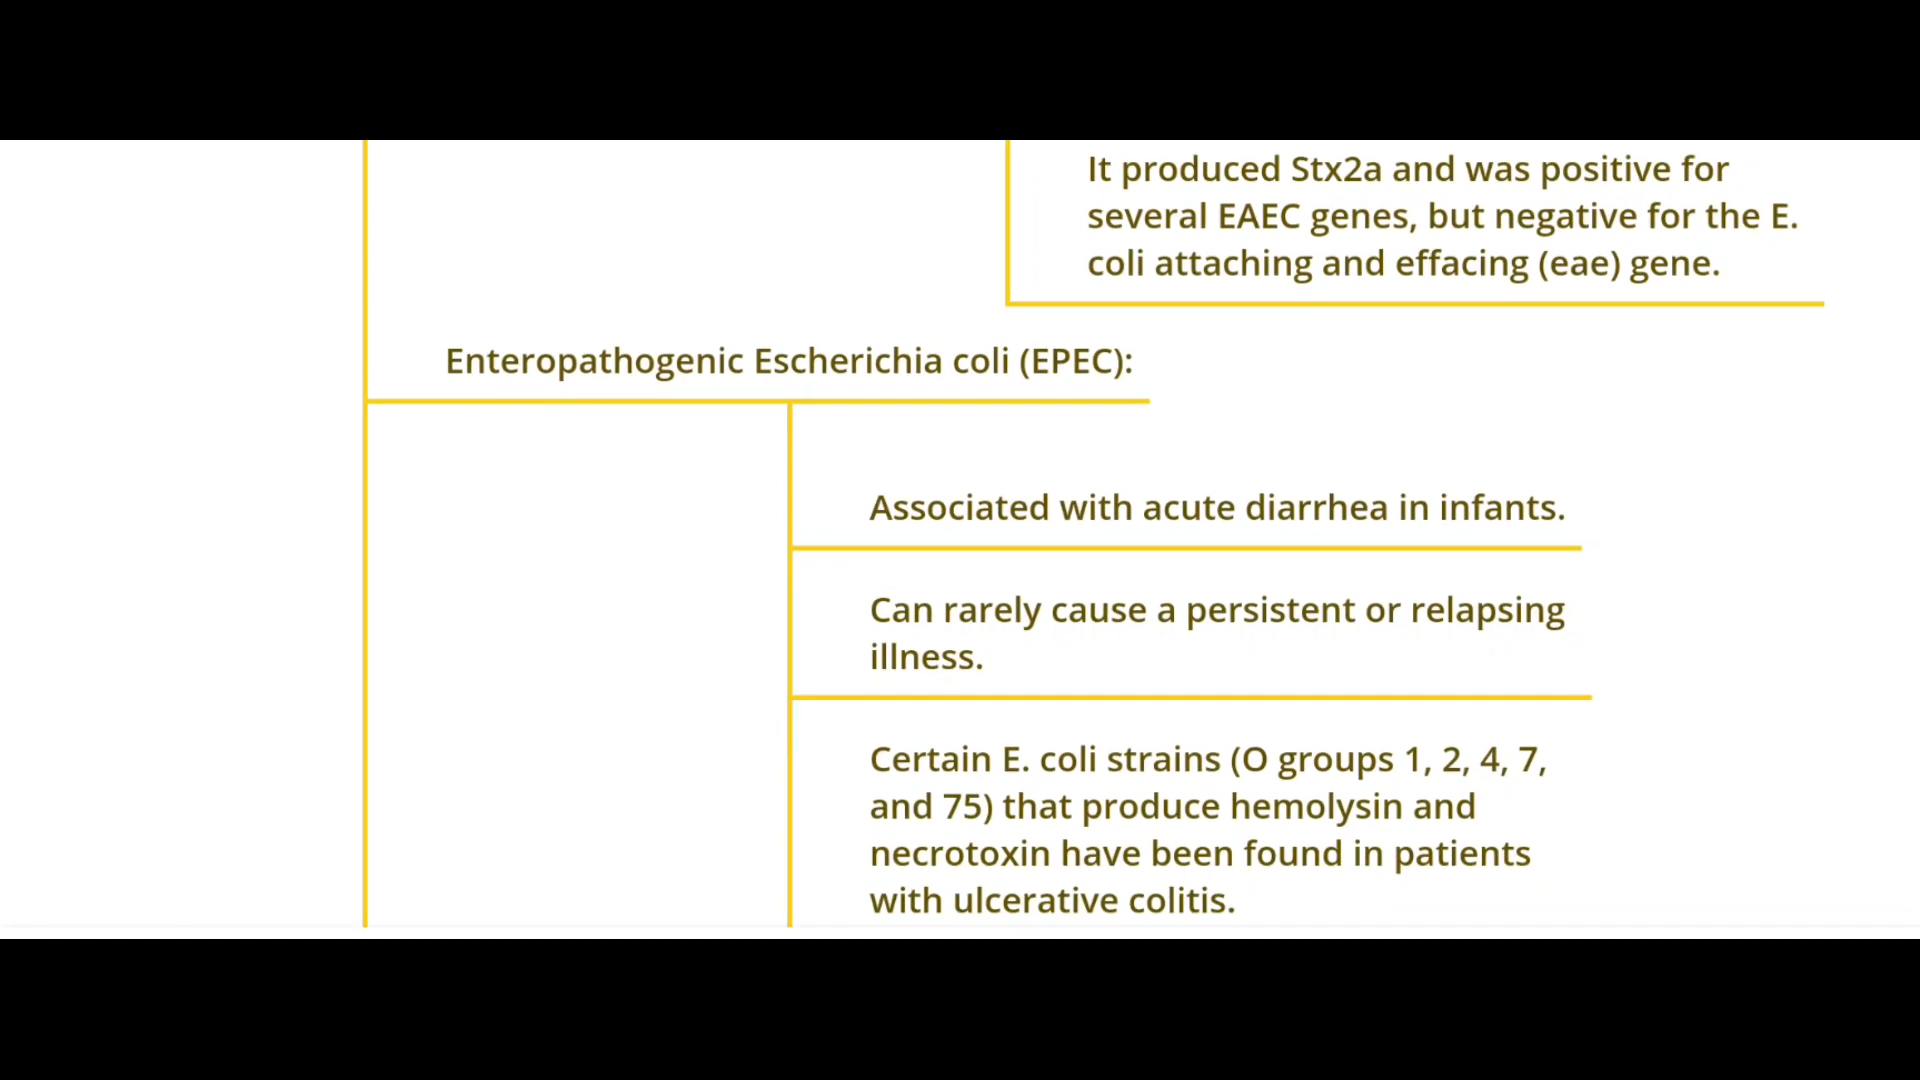 It produced Stx2a and was positive for
several EAEC genes, but negative for the E.
coli attaching and effacing (eae) gene.
Enteropathogenic Escherichia coli (EPEC):
Associated with acute diarrhea in infants.
Can rarely cause a persistent or relapsing
illness.
Certain E. coli strains (O groups 1, 2, 4, 7,
and 75) that produce hemolysin and
necrotoxin have been found in patients
with ulcerative colitis.